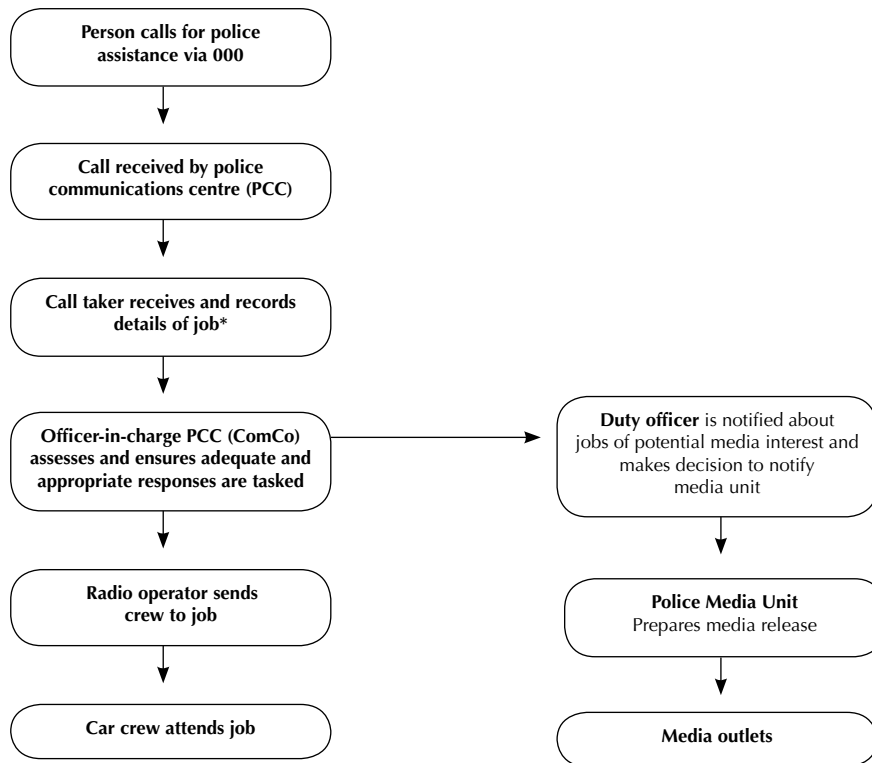 Person calls for police
assistance via 000
Call received by police
communications centre (PCC)
Call taker receives and records
details of job*
Officer-in-charge PCC (ComCo)
assesses and ensures adequate and
appropriate responses are tasked
Radio operator sends
crew to job
Car crew attends job
Duty officer is notified about
jobs of potential media interest and
makes decision to notify
media unit
Police Media Unit
Prepares media release
Media outlets